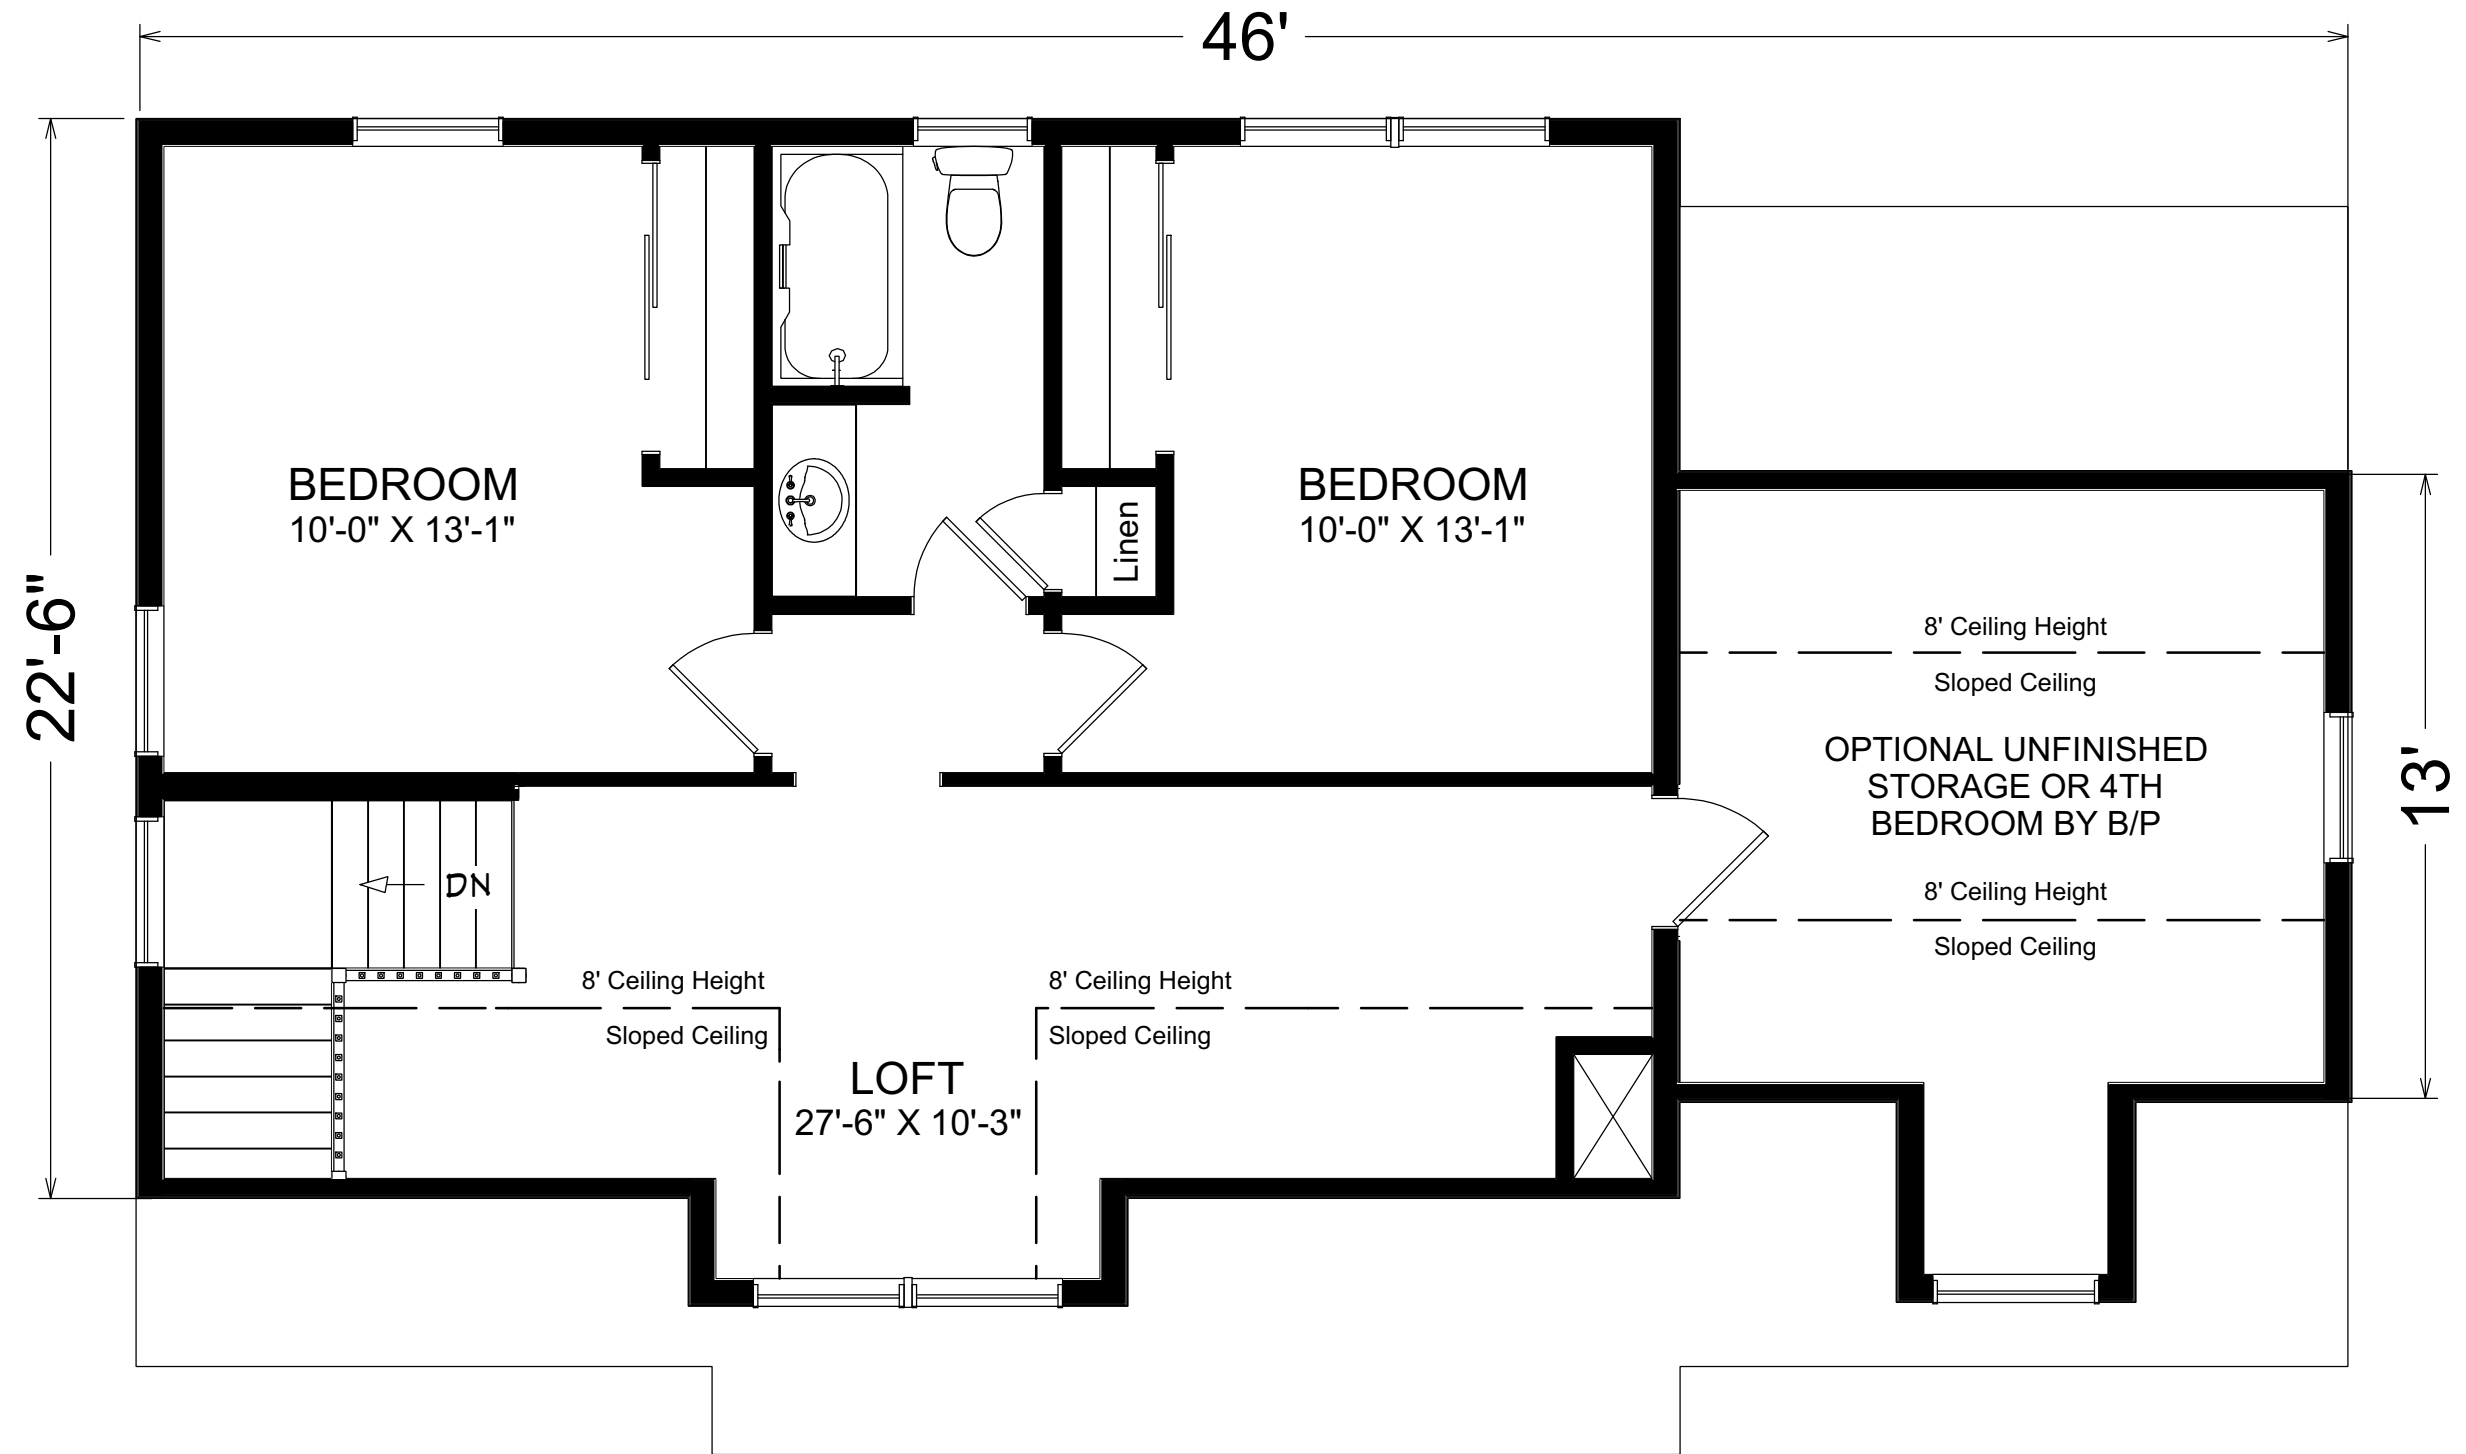 46'
22'-6"
BEDROOM
10'-0" X 13'-1"
Linen
BEDROOM
10'-0" X 13'-1"
8' Ceiling Height
Sloped Ceiling
OPTIONAL UNFINISHED
STORAGE OR 4TH
BEDROOM BY B/P
13'
8' Ceiling Height
Sloped Ceiling
DN
8' Ceiling Height
Sloped Ceiling
8' Ceiling Height
Sloped Ceiling
LOFT
27'-6" X 10'-3"